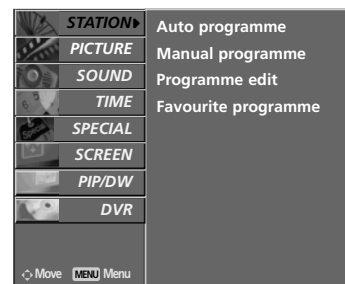 STATION
PICTURE
SOUND
TIME
SPECIAL
SCREEN
PIP/DW
DVR
Move MENU Menu
Auto programme
Manual programme
Programme edit
Favourite programme